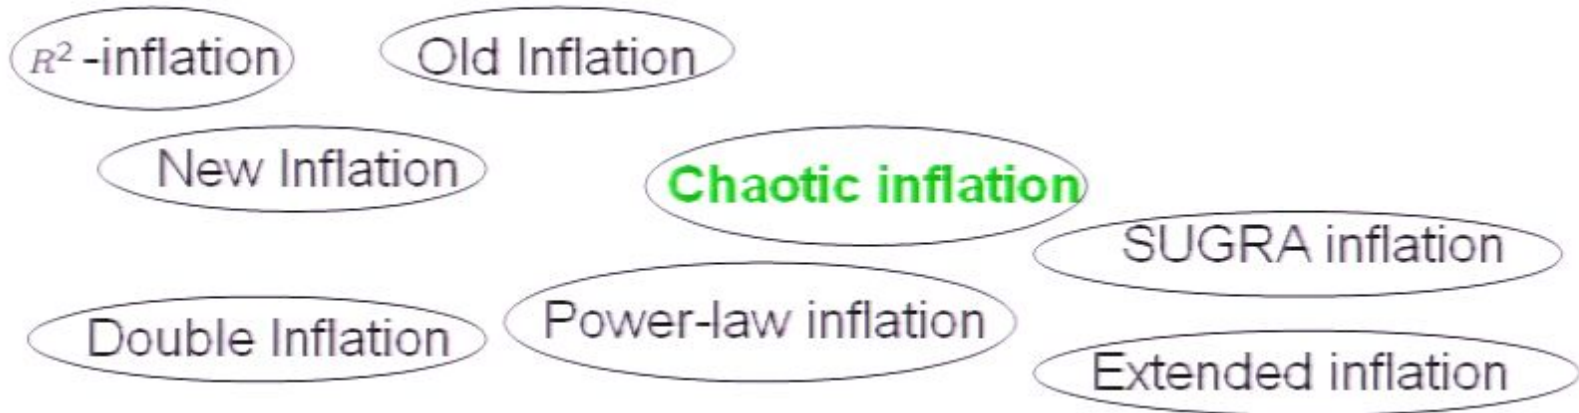 R² -inflation
Old Inflation
New Inflation
Chaotic inflation
SUGRA inflation
Double Inflation
Power-law inflation
Extended inflation